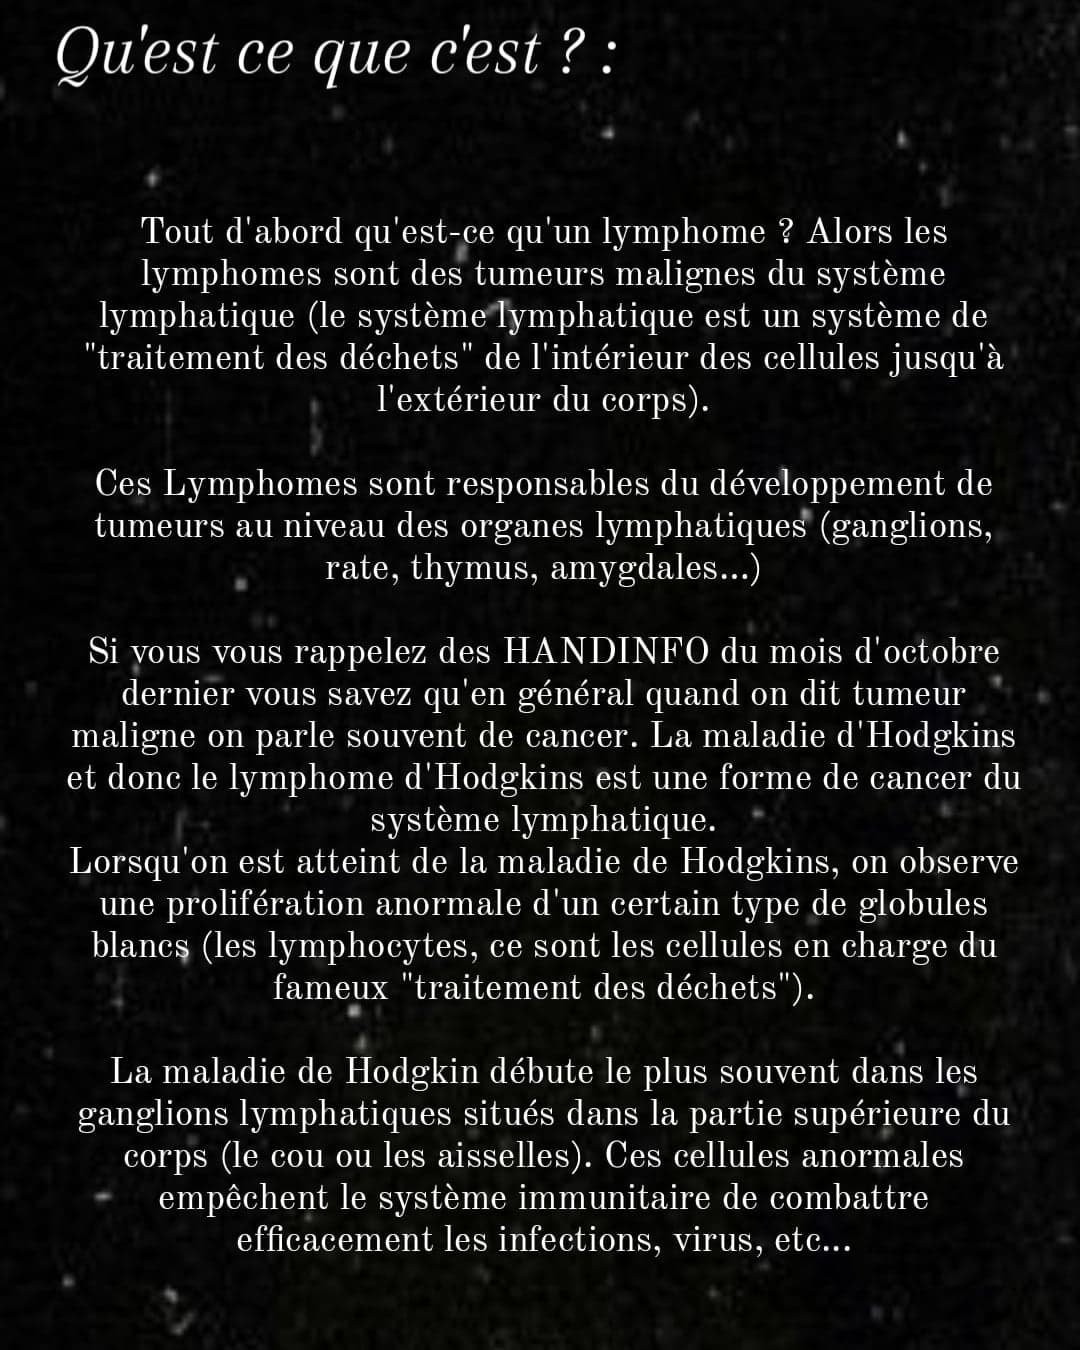 Qu'est ce que c'est ? :
Tout d'abord qu'est-ce qu'un lymphome ? Alors les
lymphomes sont des tumeurs malignes du système
lymphatique (le système lymphatique est un système de
"traitement des déchets" de l'intérieur des cellules jusqu'à
l'extérieur du corps).
Ces Lymphomes sont responsables du développement de
tumeurs au niveau des organes lymphatiques (ganglions,
rate, thymus, amygdales...)
Si vous vous rappelez des HANDINFO du mois d'octobre
dernier vous savez qu'en général quand on dit tumeur
maligne on parle souvent de cancer. La maladie d'Hodgkins
et donc le lymphome d'Hodgkins est une forme de cancer du
système lymphatique.
Lorsqu'on est atteint de la maladie de Hodgkins, on observe
une prolifération anormale d'un certain type de globules
blancs (les lymphocytes, ce sont les cellules en charge du
fameux "traitement des déchets").
La maladie de Hodgkin débute le plus souvent dans les
ganglions lymphatiques situés dans la partie supérieure du
corps (le cou ou les aisselles). Ces cellules anormales
empêchent le système immunitaire de combattre
efficacement les infections, virus, etc...